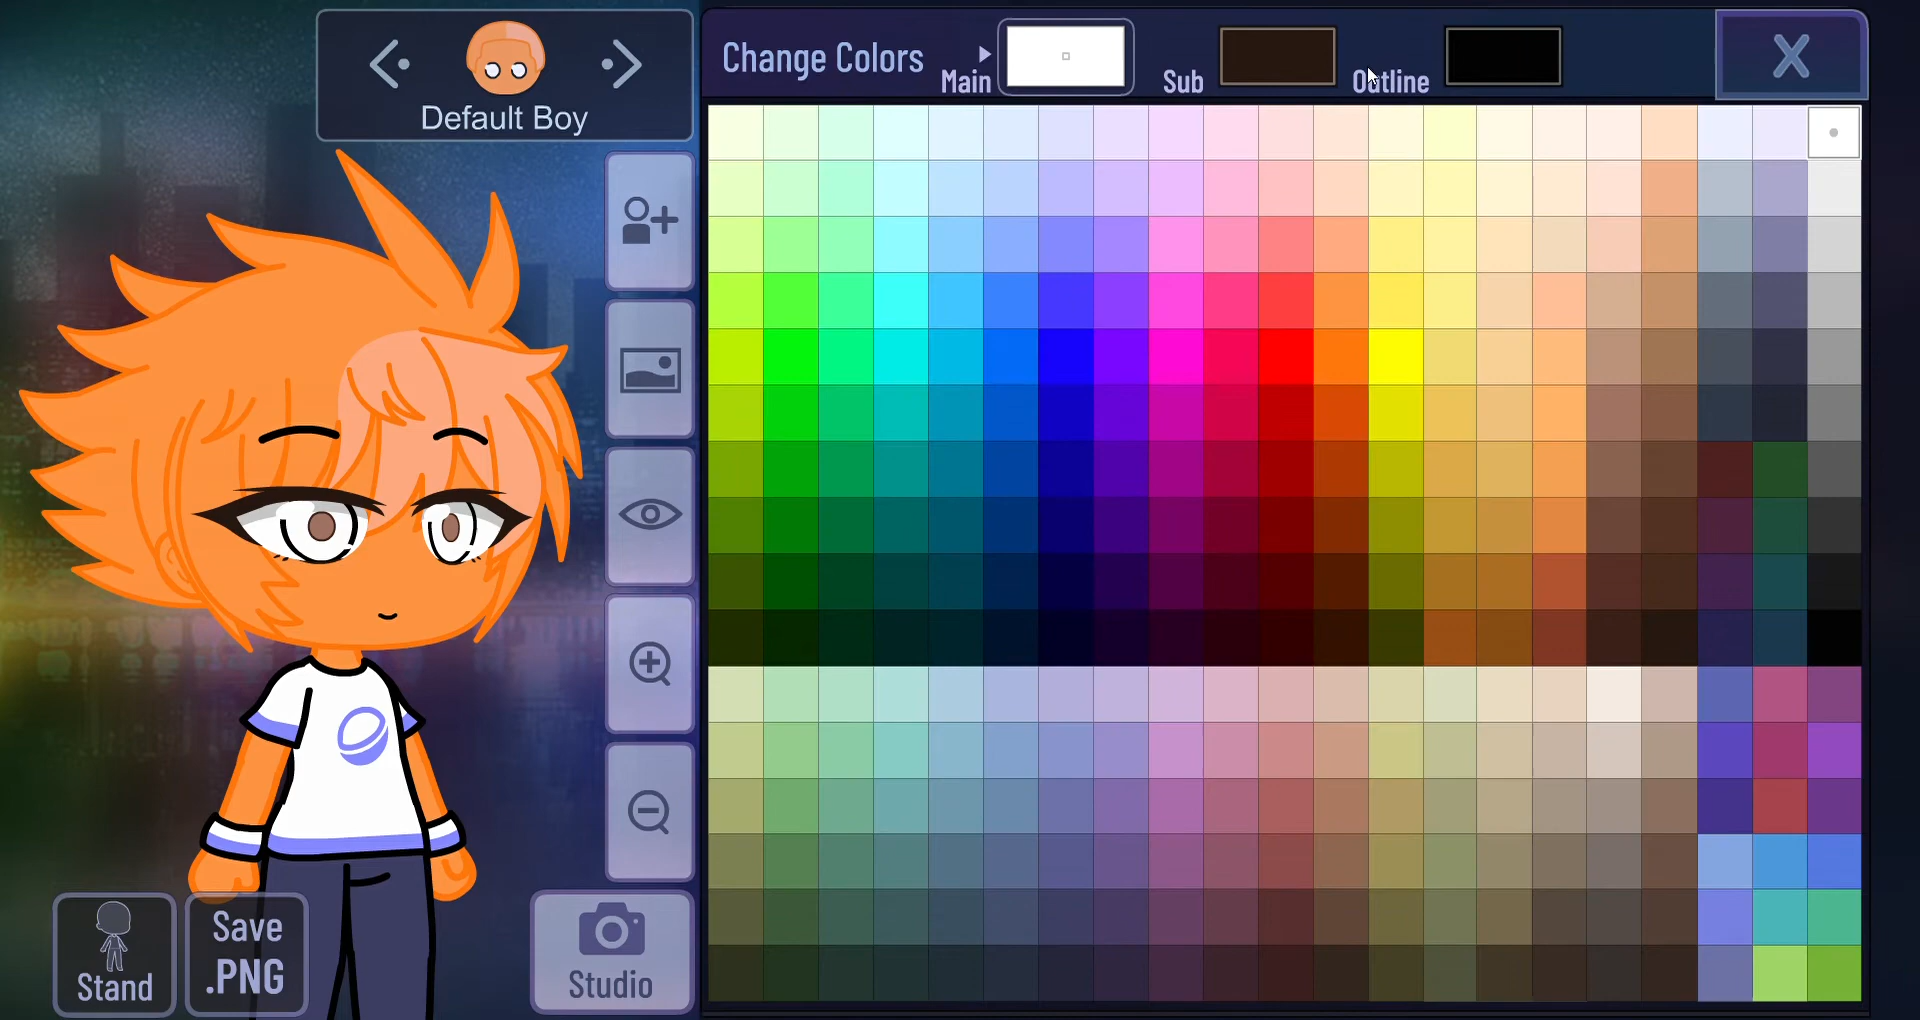 Default Boy
Change Colors
Main
Sub
Outline
X
Stand
Save
.PNG
Studio